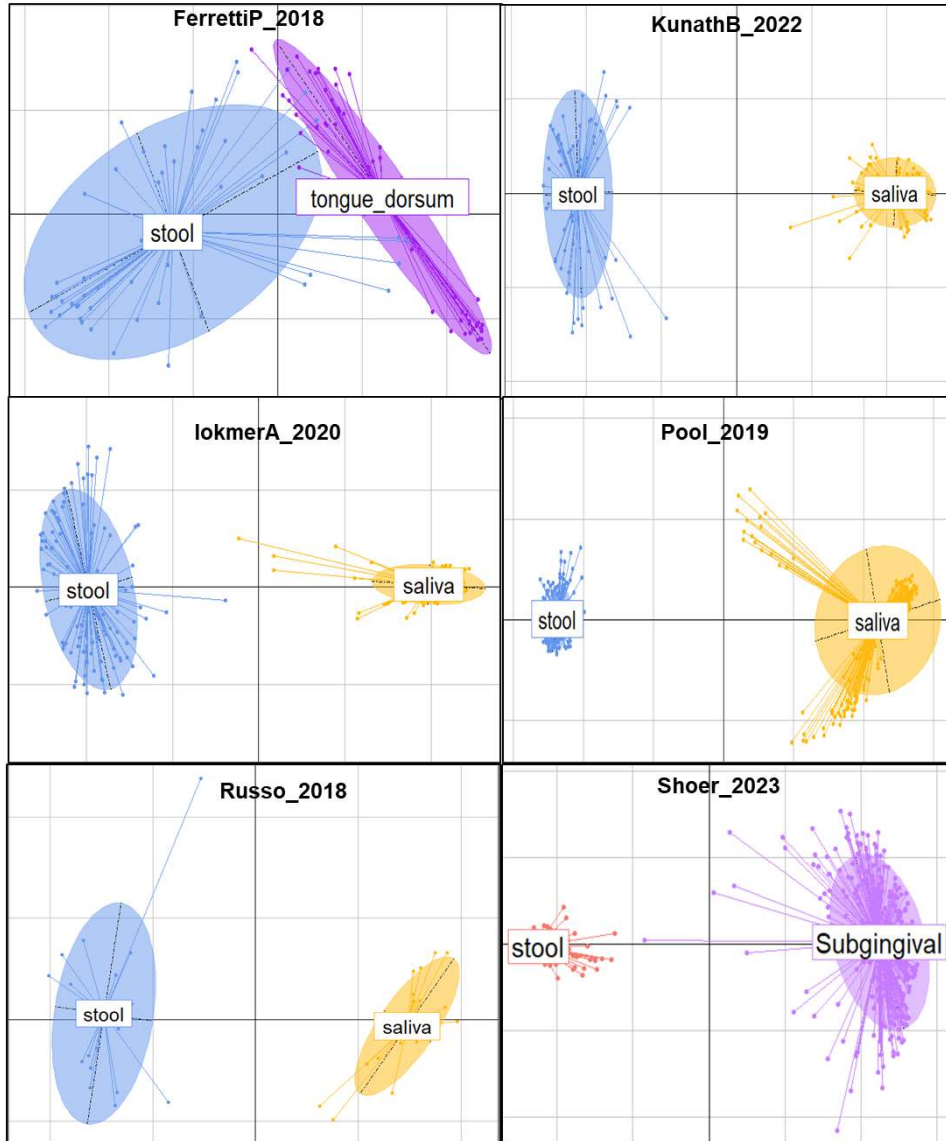 FerrettiP_2018
KunathB_2022
stool
tongue_dorsum
stool
saliva
IokmerA_2020
Pool_2019
stool
saliva
stool
saliva
Russo_2018
Shoer_2023
stool
saliva
stool
Subgingival